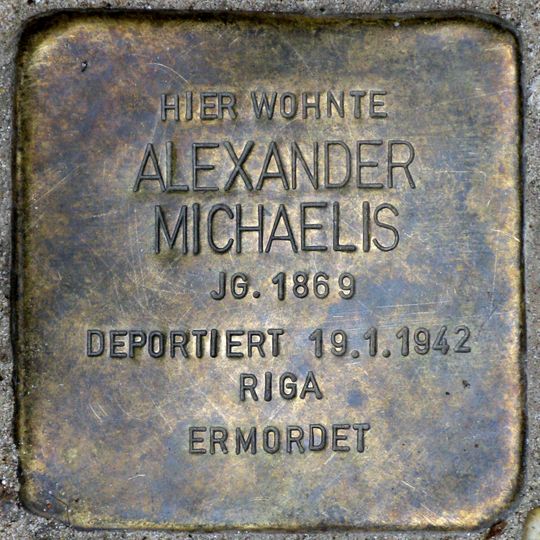 HIER WOHNTE
ALEXANDER
MICHAELIS
JG. 1869
DEPORTIERT 19.1.1942
RIGA
ERMORDET